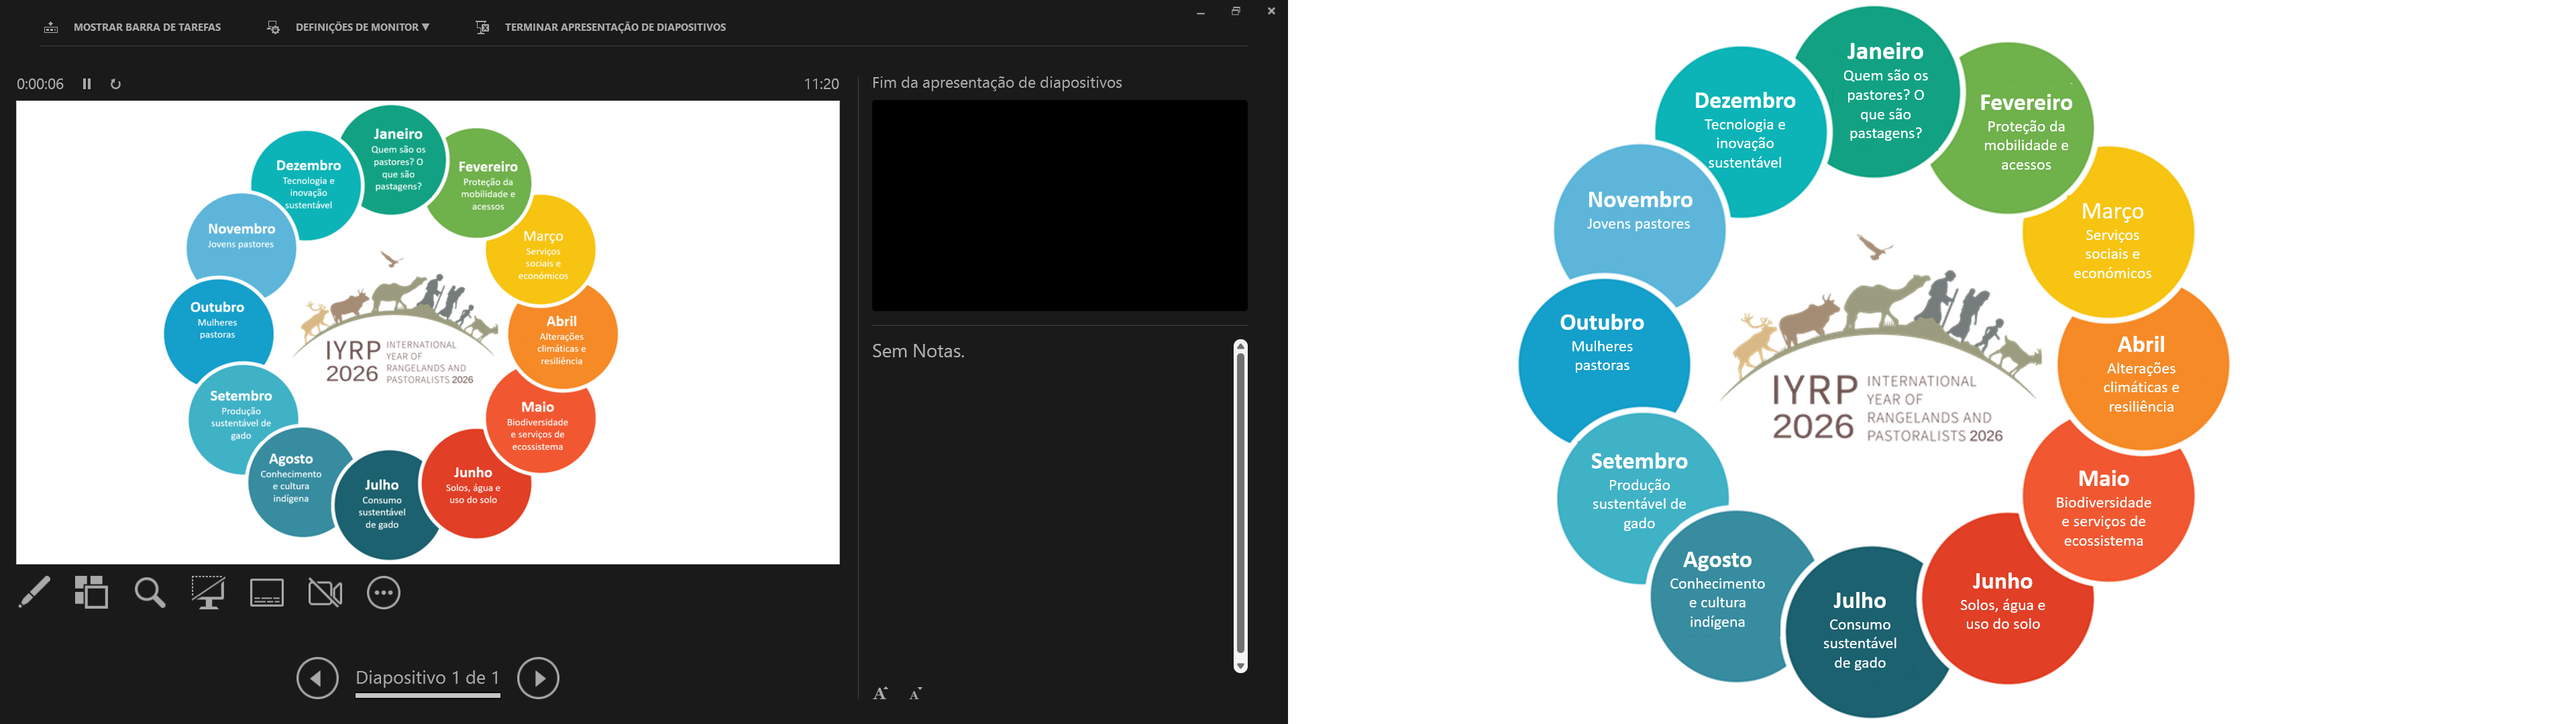 MOSTRAR BARRA DE TAREFAS
DEFINIÇÕES DE MONITOR ▼
TERMINAR APRESENTAÇÃO DE DIAPOSITIVOS
0:00:06
11:20
Janeiro
Quem são os
pastores? O
que são
pastagens?
Fevereiro
Proteção da
mobilidade e
acessos
Março
Serviços
sociais e
económicos
Abril
Alterações
climáticas e
resiliência
Maio
Biodiversidade
e serviços de
ecossistema
Junho
Solos, água e
uso do solo
Julho
Consumo
sustentável
de gado
Agosto
Conhecimento
e cultura
indígena
Setembro
Produção
sustentável de
gado
Outubro
Mulheres
pastoras
Novembro
Jovens pastores
Dezembro
Tecnologia e
inovação
sustentável
IYRP
2026
INTERNATIONAL
YEAR OF
RANGELANDS AND
PASTORALISTS 2026
Diapositivo 1 de 1
Fim da apresentação de diapositivos
Sem Notas.
A A
Janeiro
Quem são os
pastores? O
que são
pastagens?
Fevereiro
Proteção da
mobilidade e
acessos
Março
Serviços
sociais e
económicos
Abril
Alterações
climáticas e
resiliência
Maio
Biodiversidade
e serviços de
ecossistema
Junho
Solos, água e
uso do solo
Julho
Consumo
sustentável
de gado
Agosto
Conhecimento
e cultura
indígena
Setembro
Produção
sustentável de
gado
Outubro
Mulheres
pastoras
Novembro
Jovens pastores
Dezembro
Tecnologia e
inovação
sustentável
IYRP
2026
INTERNATIONAL
YEAR OF
RANGELANDS AND
PASTORALISTS 2026